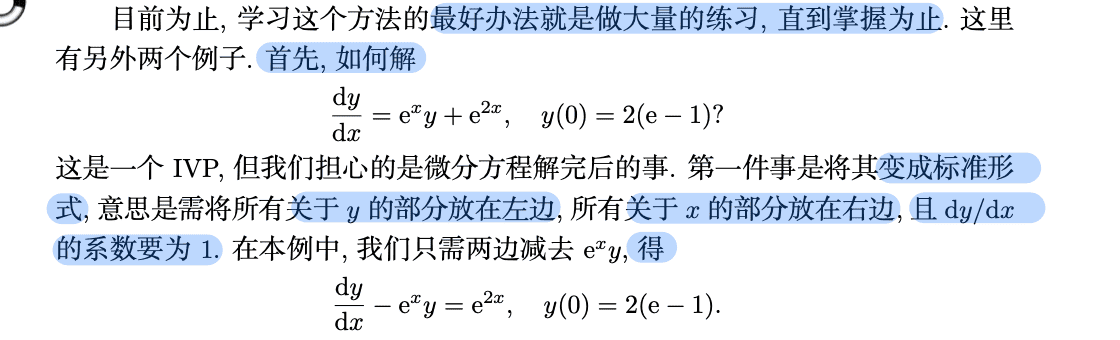 目前为止, 学习这个方法的最好办法就是做大量的练习, 直到掌握为止. 这里
有另外两个例子. 首先, 如何解
dy/dx = eˣy + e²ˣ, y(0) = 2(e − 1)?
这是一个 IVP, 但我们担心的是微分方程解完后的事. 第一件事是将其变成标准形
式, 意思是需将所有关于 y 的部分放在左边, 所有关于 x 的部分放在右边, 且 dy/dx
的系数要为 1. 在本例中, 我们只需两边减去 eˣy, 得
dy/dx − eˣy = e²ˣ, y(0) = 2(e − 1).